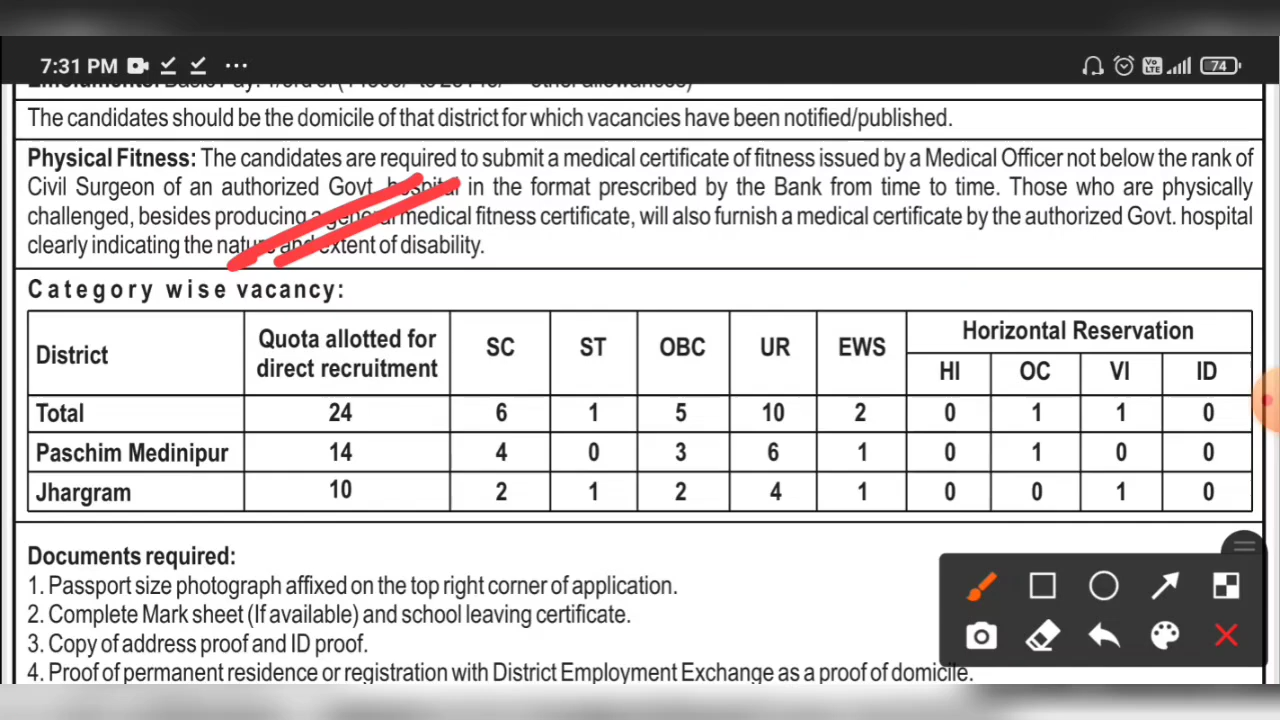 7:31 PM
74
The candidates should be the domicile of that district for which vacancies have been notified/published.
Physical Fitness: The candidates are required to submit a medical certificate of fitness issued by a Medical Officer not below the rank of
Civil Surgeon of an authorized Govt. hospital in the format prescribed by the Bank from time to time. Those who are physically
challenged, besides producing a general medical fitness certificate, will also furnish a medical certificate by the authorized Govt. hospital
clearly indicating the nature and extent of disability.
Category wise vacancy:
District Quota allotted for direct recruitment SC ST OBC UR EWS Horizontal Reservation
HI OC VI ID
Total 24 6 1 5 10 2 0 1 1 0
Paschim Medinipur 14 4 0 3 6 1 0 1 0 0
Jhargram 10 2 1 2 4 1 0 0 1 0
Documents required:
1. Passport size photograph affixed on the top right corner of application.
2. Complete Mark sheet (If available) and school leaving certificate.
3. Copy of address proof and ID proof.
4. Proof of permanent residence or registration with District Employment Exchange as a proof of domicile.